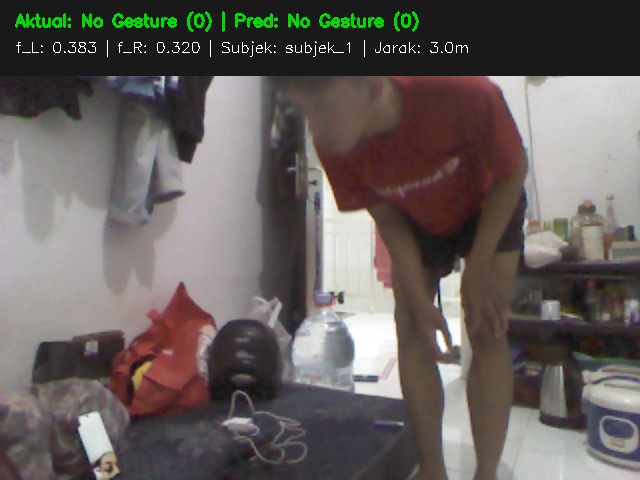 Aktual: No Gesture (0) | Pred: No Gesture (0)
f_L: 0.383 | f_R: 0.320 | Subjek: subjek_1 | Jarak: 3.0m